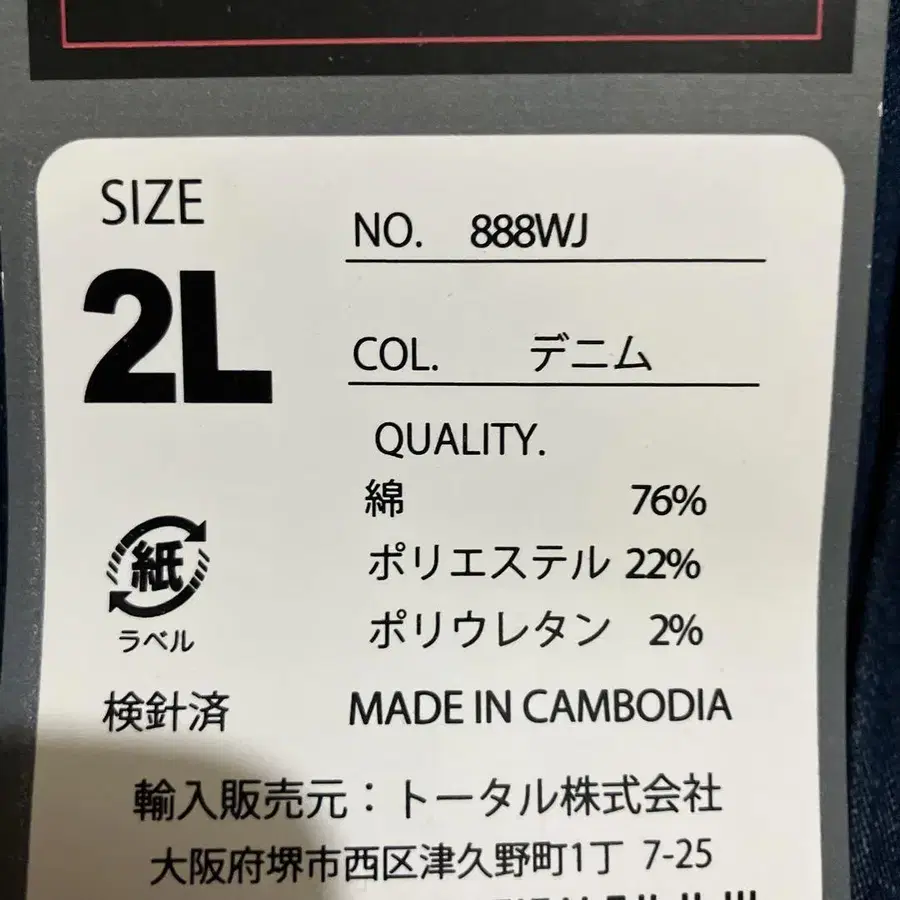 SIZE
2L
NO. 888WJ
COL. デニム
QUALITY.
綿 76%
ポリエステル 22%
ポリウレタン 2%
紙
ラベル
検針済
MADE IN CAMBODIA
輸入販売元：トータル株式会社
大阪府堺市西区津久野町1丁 7-25